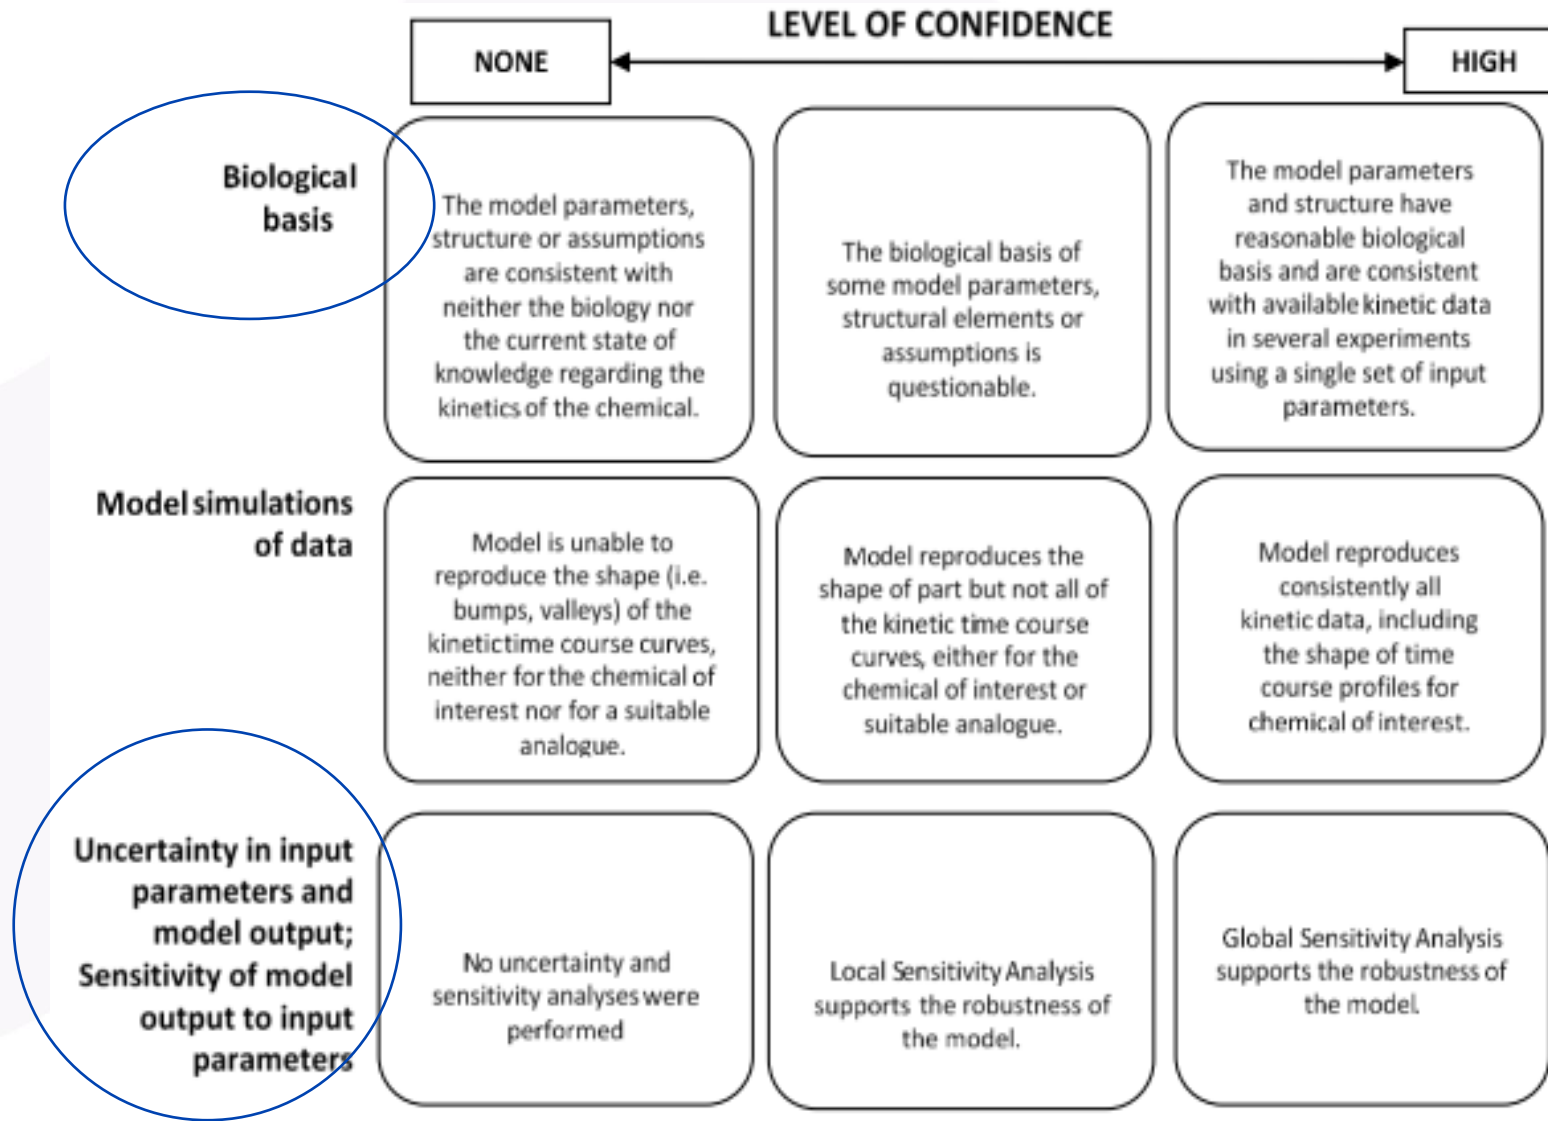 LEVEL OF CONFIDENCE
NONE
HIGH
Biological
basis
The model parameters,
structure or assumptions
are consistent with
neither the biology nor
the current state of
knowledge regarding the
kinetics of the chemical.
The biological basis of
some model parameters,
structural elements or
assumptions is
questionable.
The model parameters
and structure have
reasonable biological
basis and are consistent
with available kinetic data
in several experiments
using a single set of input
parameters.
Model simulations
of data
Model is unable to
reproduce the shape (i.e.
bumps, valleys) of the
kinetictime course curves,
neither for the chemical of
interest nor for a suitable
analogue.
Model reproduces the
shape of part but not all of
the kinetic time course
curves, either for the
chemical of interest or
suitable analogue.
Model reproduces
consistently all
kinetic data, including
the shape of time
course profiles for
chemical of interest.
Uncertainty in input
parameters and
model output;
Sensitivity of model
output to input
parameters
No uncertainty and
sensitivity analyses were
performed
Local Sensitivity Analysis
supports the robustness of
the model.
Global Sensitivity Analysis
supports the robustness of
the model.